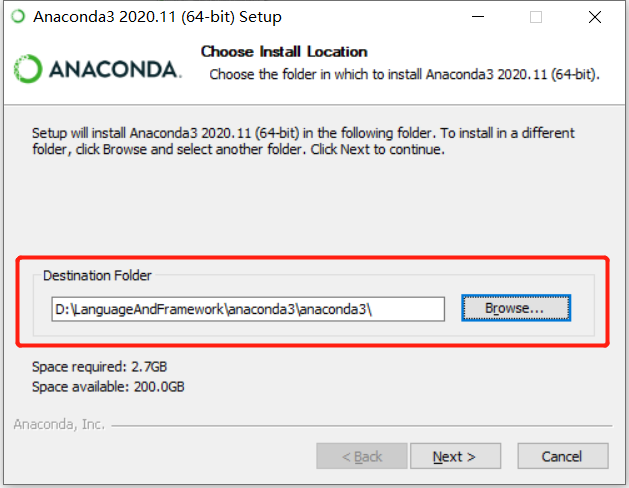 Anaconda3 2020.11 (64-bit) Setup
Choose Install Location
ANACONDA.
Choose the folder in which to install Anaconda3 2020.11 (64-bit).
Setup will install Anaconda3 2020.11 (64-bit) in the following folder. To install in a different
folder, click Browse and select another folder. Click Next to continue.
Destination Folder
D:\LanguageAndFramework\anaconda3\anaconda3\
Browse...
Space required: 2.7GB
Space available: 200.0GB
Anaconda, Inc.
< Back
Next >
Cancel